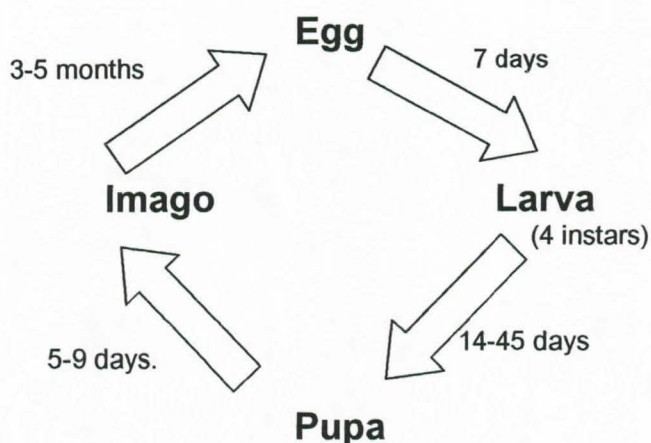 Egg
3-5 months
7 days
Imago
Larva
(4 instars)
5-9 days.
14-45 days
Pupa